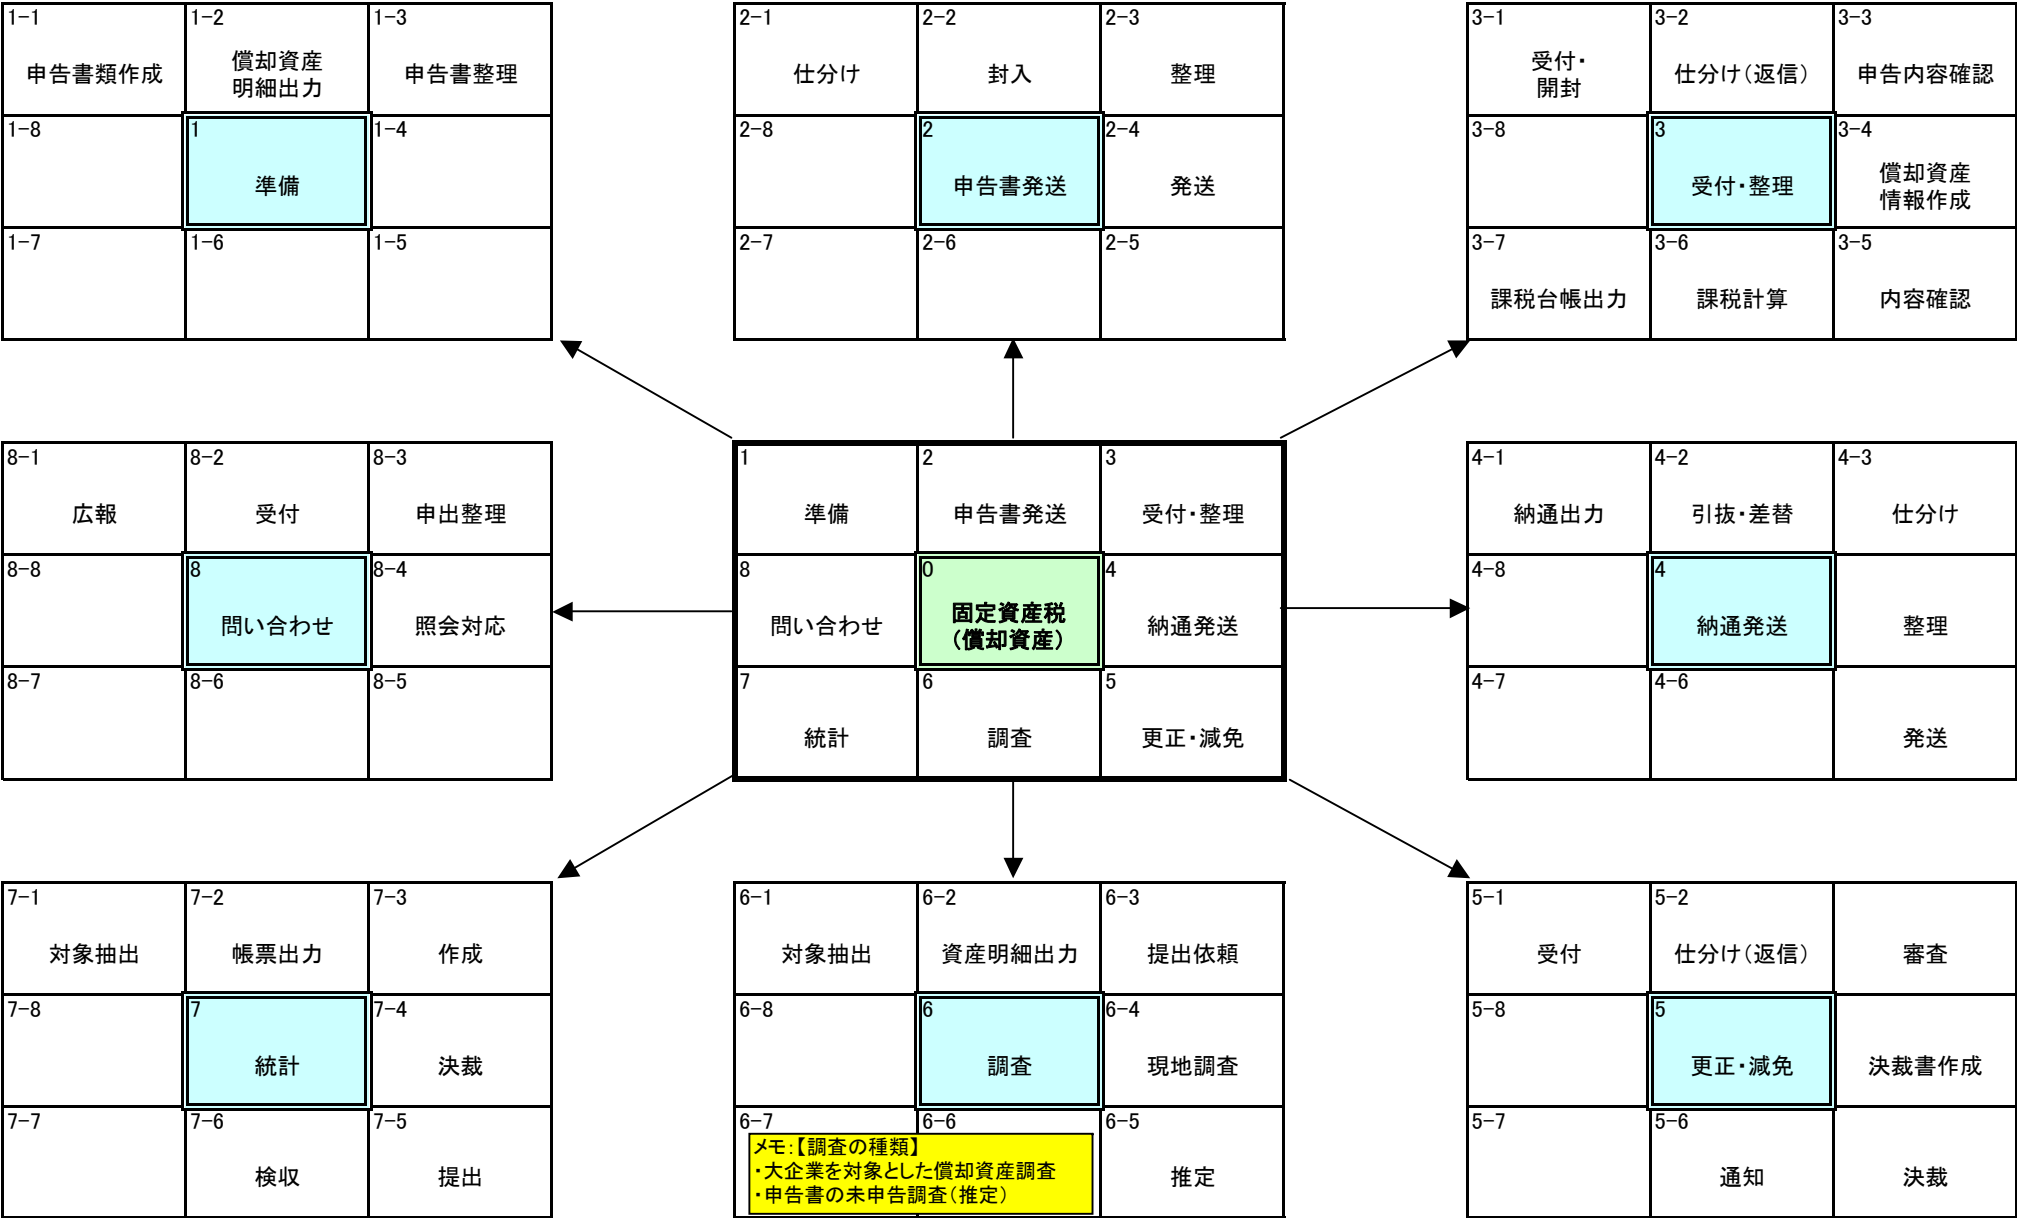 1-1
申告書類作成
1-2
償却資産
明細出力
1-3
申告書整理
1-8
1
準備
1-4
1-7
1-6
1-5
2-1
仕分け
2-2
封入
2-3
整理
2-8
2
申告書発送
2-4
発送
2-7
2-6
2-5
3-1
受付・
開封
3-2
仕分け(返信)
3-3
申告内容確認
3-8
3
受付・整理
3-4
償却資産
情報作成
3-7
課税台帳出力
3-6
課税計算
3-5
内容確認
8-1
広報
8-2
受付
8-3
申出整理
8-8
8
問い合わせ
8-4
照会対応
8-7
8-6
8-5
1
準備
2
申告書発送
3
受付・整理
8
問い合わせ
0
固定資産税
(償却資産)
4
納通発送
7
統計
6
調査
5
更正・減免
4-1
納通出力
4-2
引抜・差替
4-3
仕分け
4-8
4
納通発送
整理
4-7
4-6
発送
7-1
対象抽出
7-2
帳票出力
7-3
作成
7-8
7
統計
7-4
決裁
7-7
7-6
検収
7-5
提出
6-1
対象抽出
6-2
資産明細出力
6-3
提出依頼
6-8
6
調査
6-4
現地調査
6-7
6-6
メモ:【調査の種類】
・大企業を対象とした償却資産調査
・申告書の未申告調査(推定)
6-5
推定
5-1
受付
5-2
仕分け(返信)
審査
5-8
5
更正・減免
決裁書作成
5-7
5-6
通知
決裁